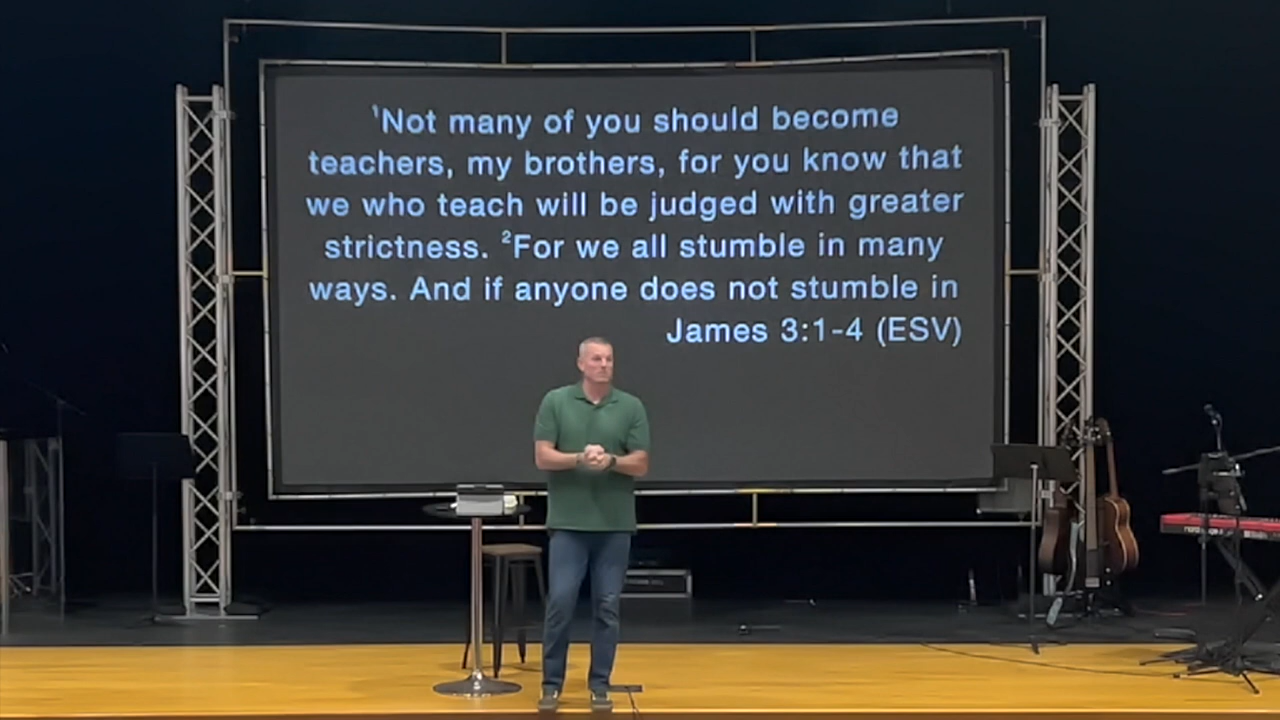 ¹Not many of you should become
teachers, my brothers, for you know that
we who teach will be judged with greater
strictness. ²For we all stumble in many
ways. And if anyone does not stumble in
James 3:1-4 (ESV)